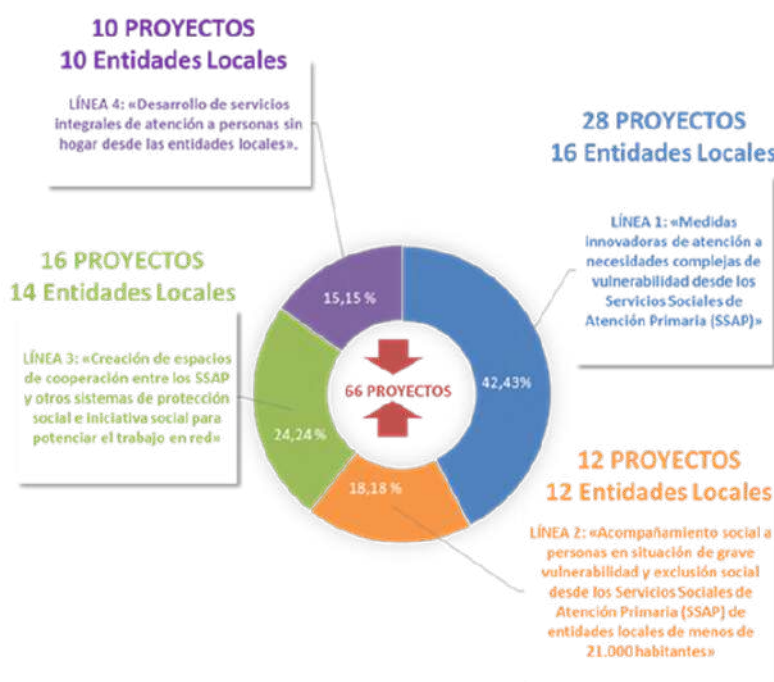 10 PROYECTOS
10 Entidades Locales
LÍNEA 4: «Desarrollo de servicios
integrales de atención a personas sin
hogar desde las entidades locales».
28 PROYECTOS
16 Entidades Locales
LÍNEA 1: «Medidas
innovadoras de atención a
necesidades complejas de
vulnerabilidad desde los
Servicios Sociales de
Atención Primaria (SSAP)»
16 PROYECTOS
14 Entidades Locales
LÍNEA 3: «Creación de espacios
de cooperación entre los SSAP
y otros sistemas de protección
social e iniciativa social para
potenciar el trabajo en red»
15,15 %
66 PROYECTOS
42,43%
24,24 %
18,18 %
12 PROYECTOS
12 Entidades Locales
LÍNEA 2: «Acompañamiento social a
personas en situación de grave
vulnerabilidad y exclusión social
desde los Servicios Sociales de
Atención Primaria (SSAP) de
entidades locales de menos de
21.000 habitantes»